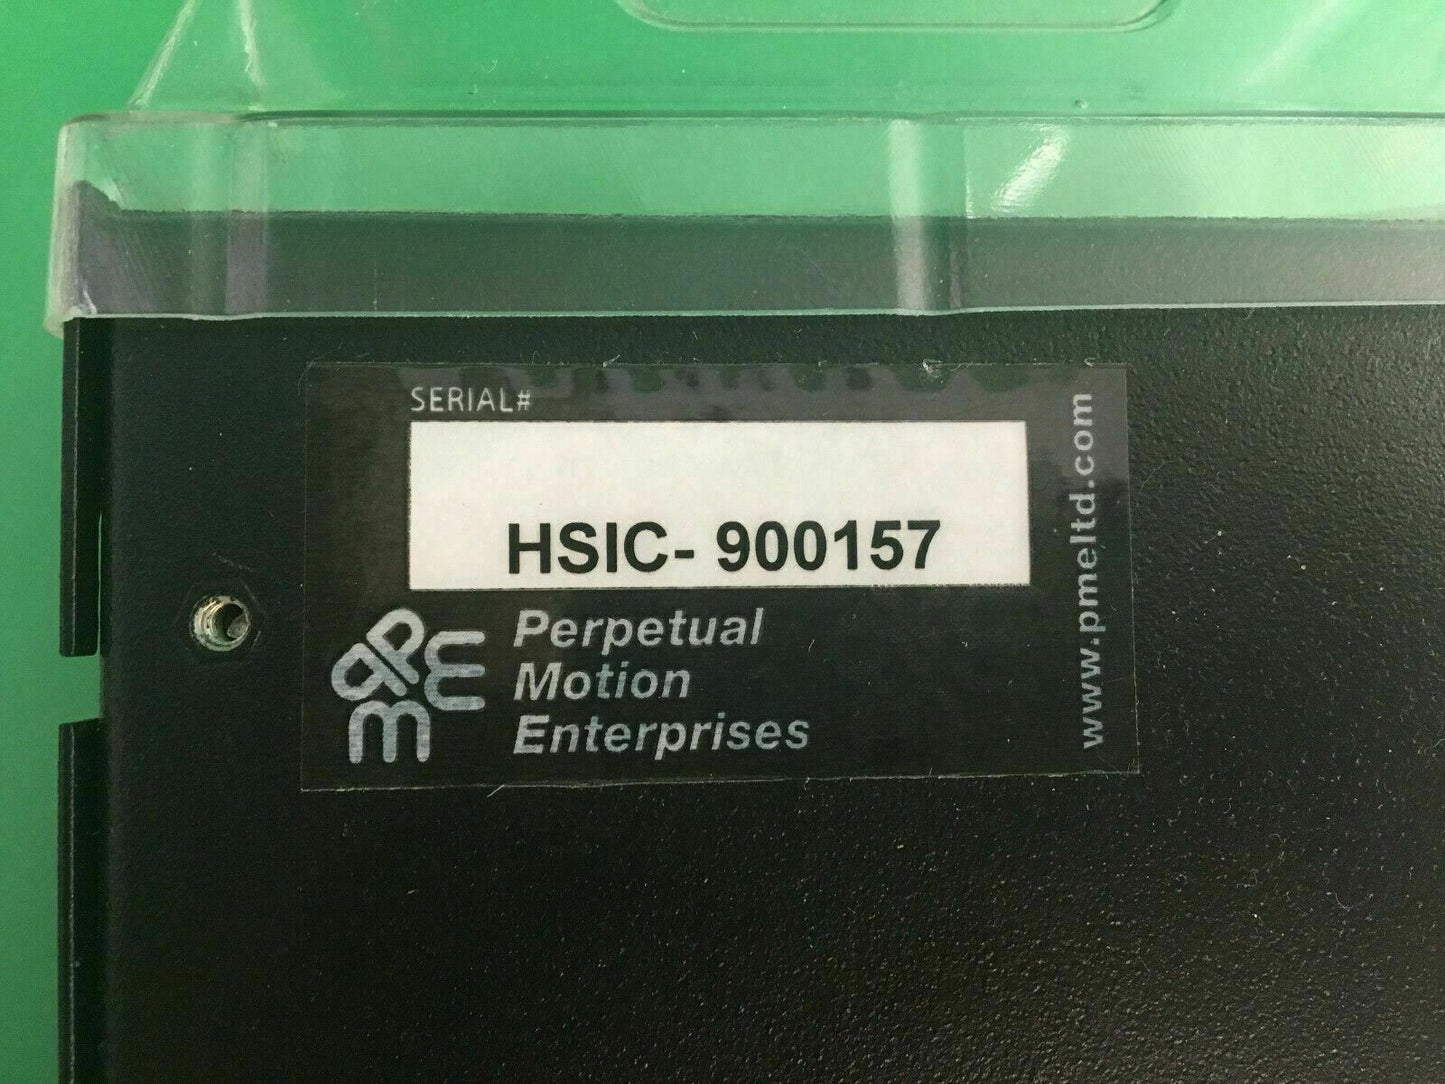 SERIAL#
HSIC- 900157
Perpetual
Motion
Enterprises
www.pmeltd.com